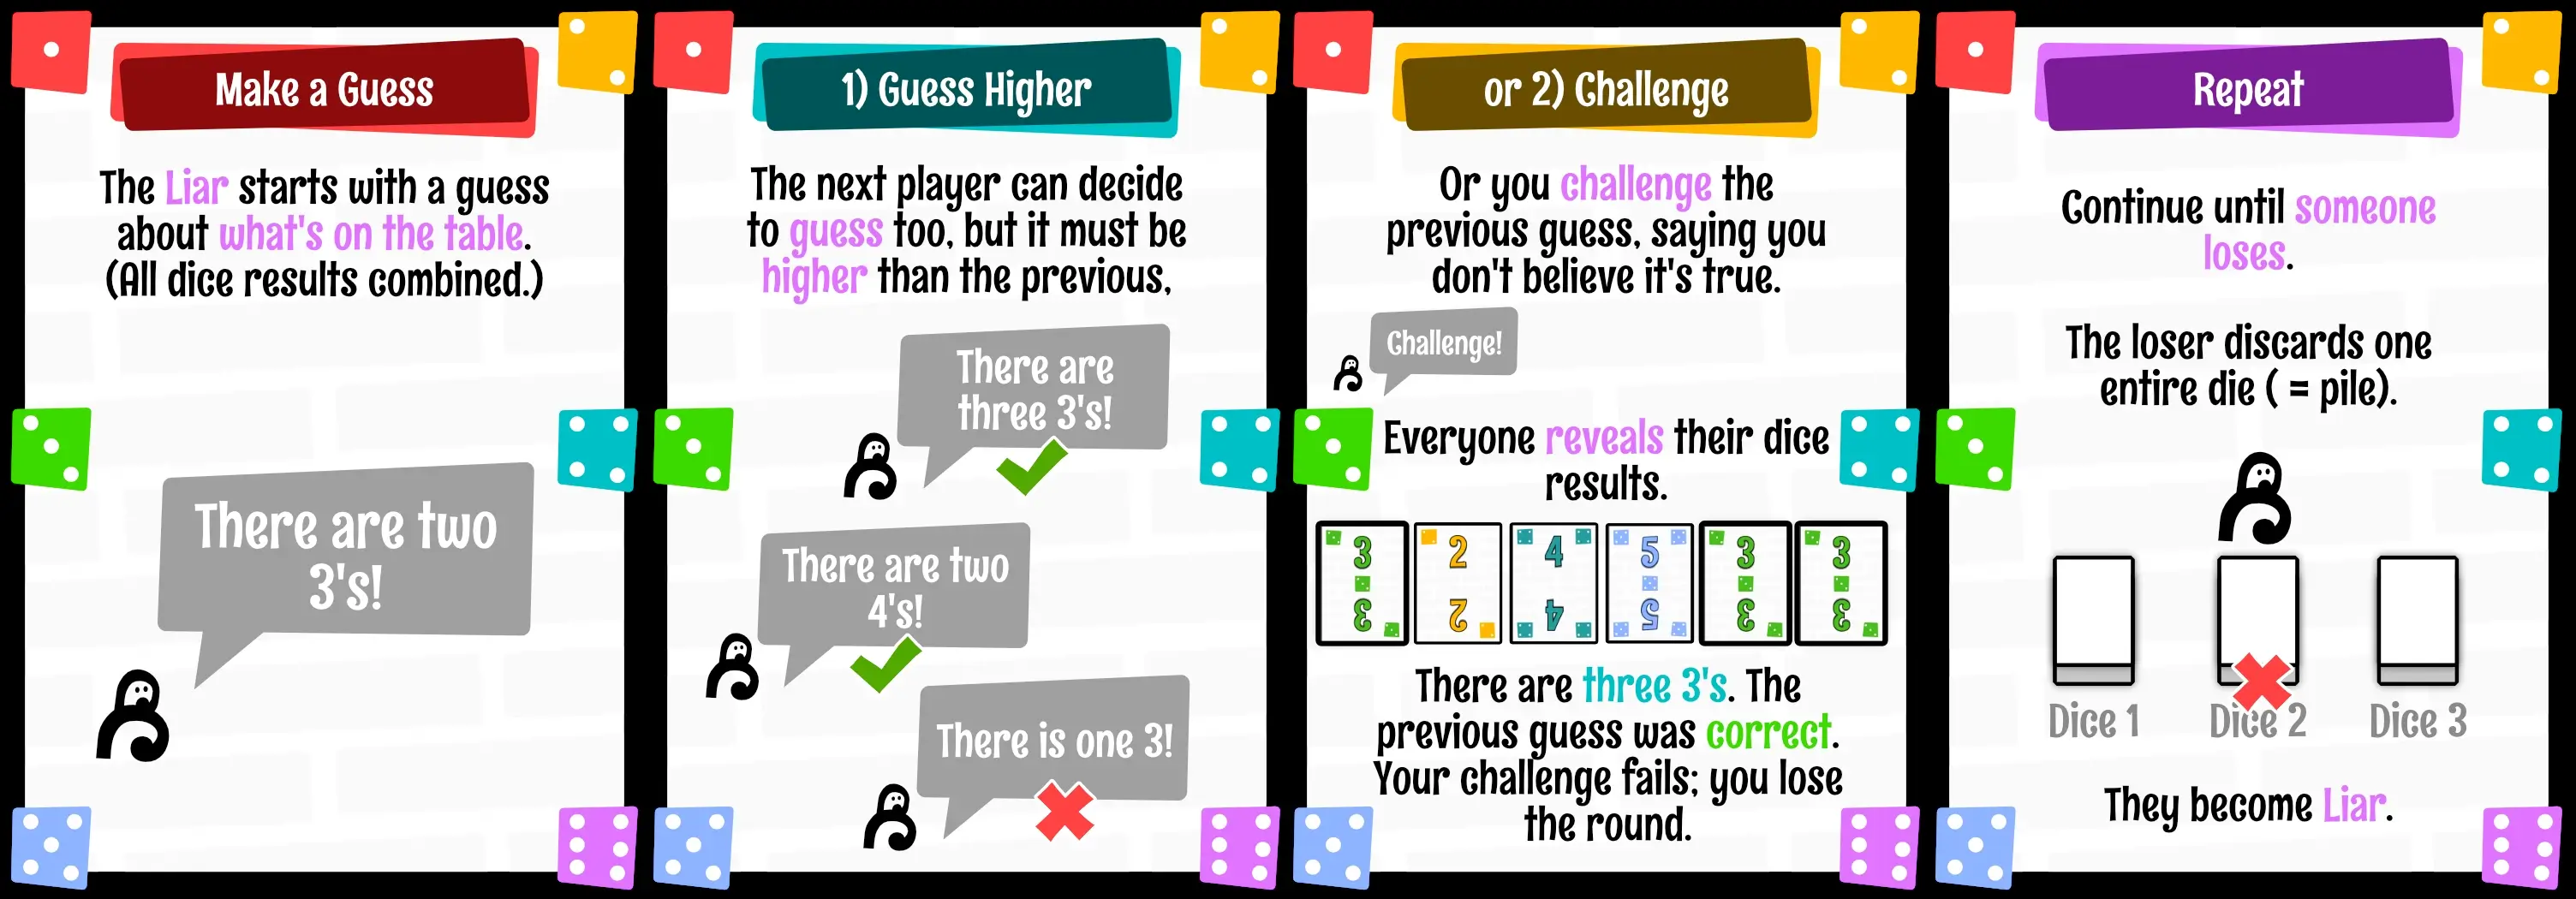 Make a Guess
The Liar starts with a guess
about what's on the table.
(All dice results combined.)
There are two
3's!
1) Guess Higher
The next player can decide
to guess too, but it must be
higher than the previous,
There are
three 3's!
There are two
4's!
There is one 3!
or 2) Challenge
Or you challenge the
previous guess, saying you
don't believe it's true.
Challenge!
Everyone reveals their dice
results.
3 2 4 5 3 3
3 2 4 5 3 3
There are three 3's. The
previous guess was correct.
Your challenge fails; you lose
the round.
Repeat
Continue until someone
loses.
The loser discards one
entire die ( = pile).
Dice 1 Dice 2 Dice 3
They become Liar.